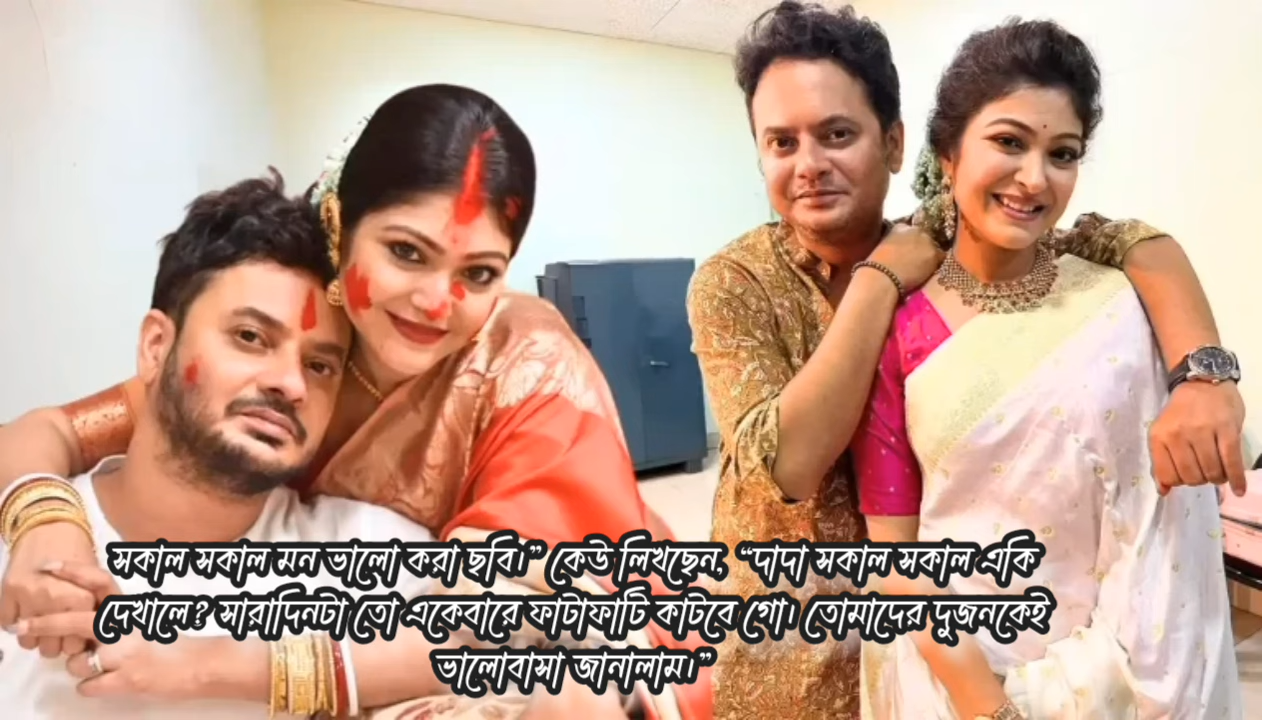 সকাল সকাল মন ভালো করা ছবি।” কেউ লিখছেন, “দাদা সকাল সকাল একি
দেখালে? সারাদিনটা তো একেবারে ফাটাফাটি কাটবে গো। তোমাদের দুজনকেই
ভালোবাসা জানালাম।”